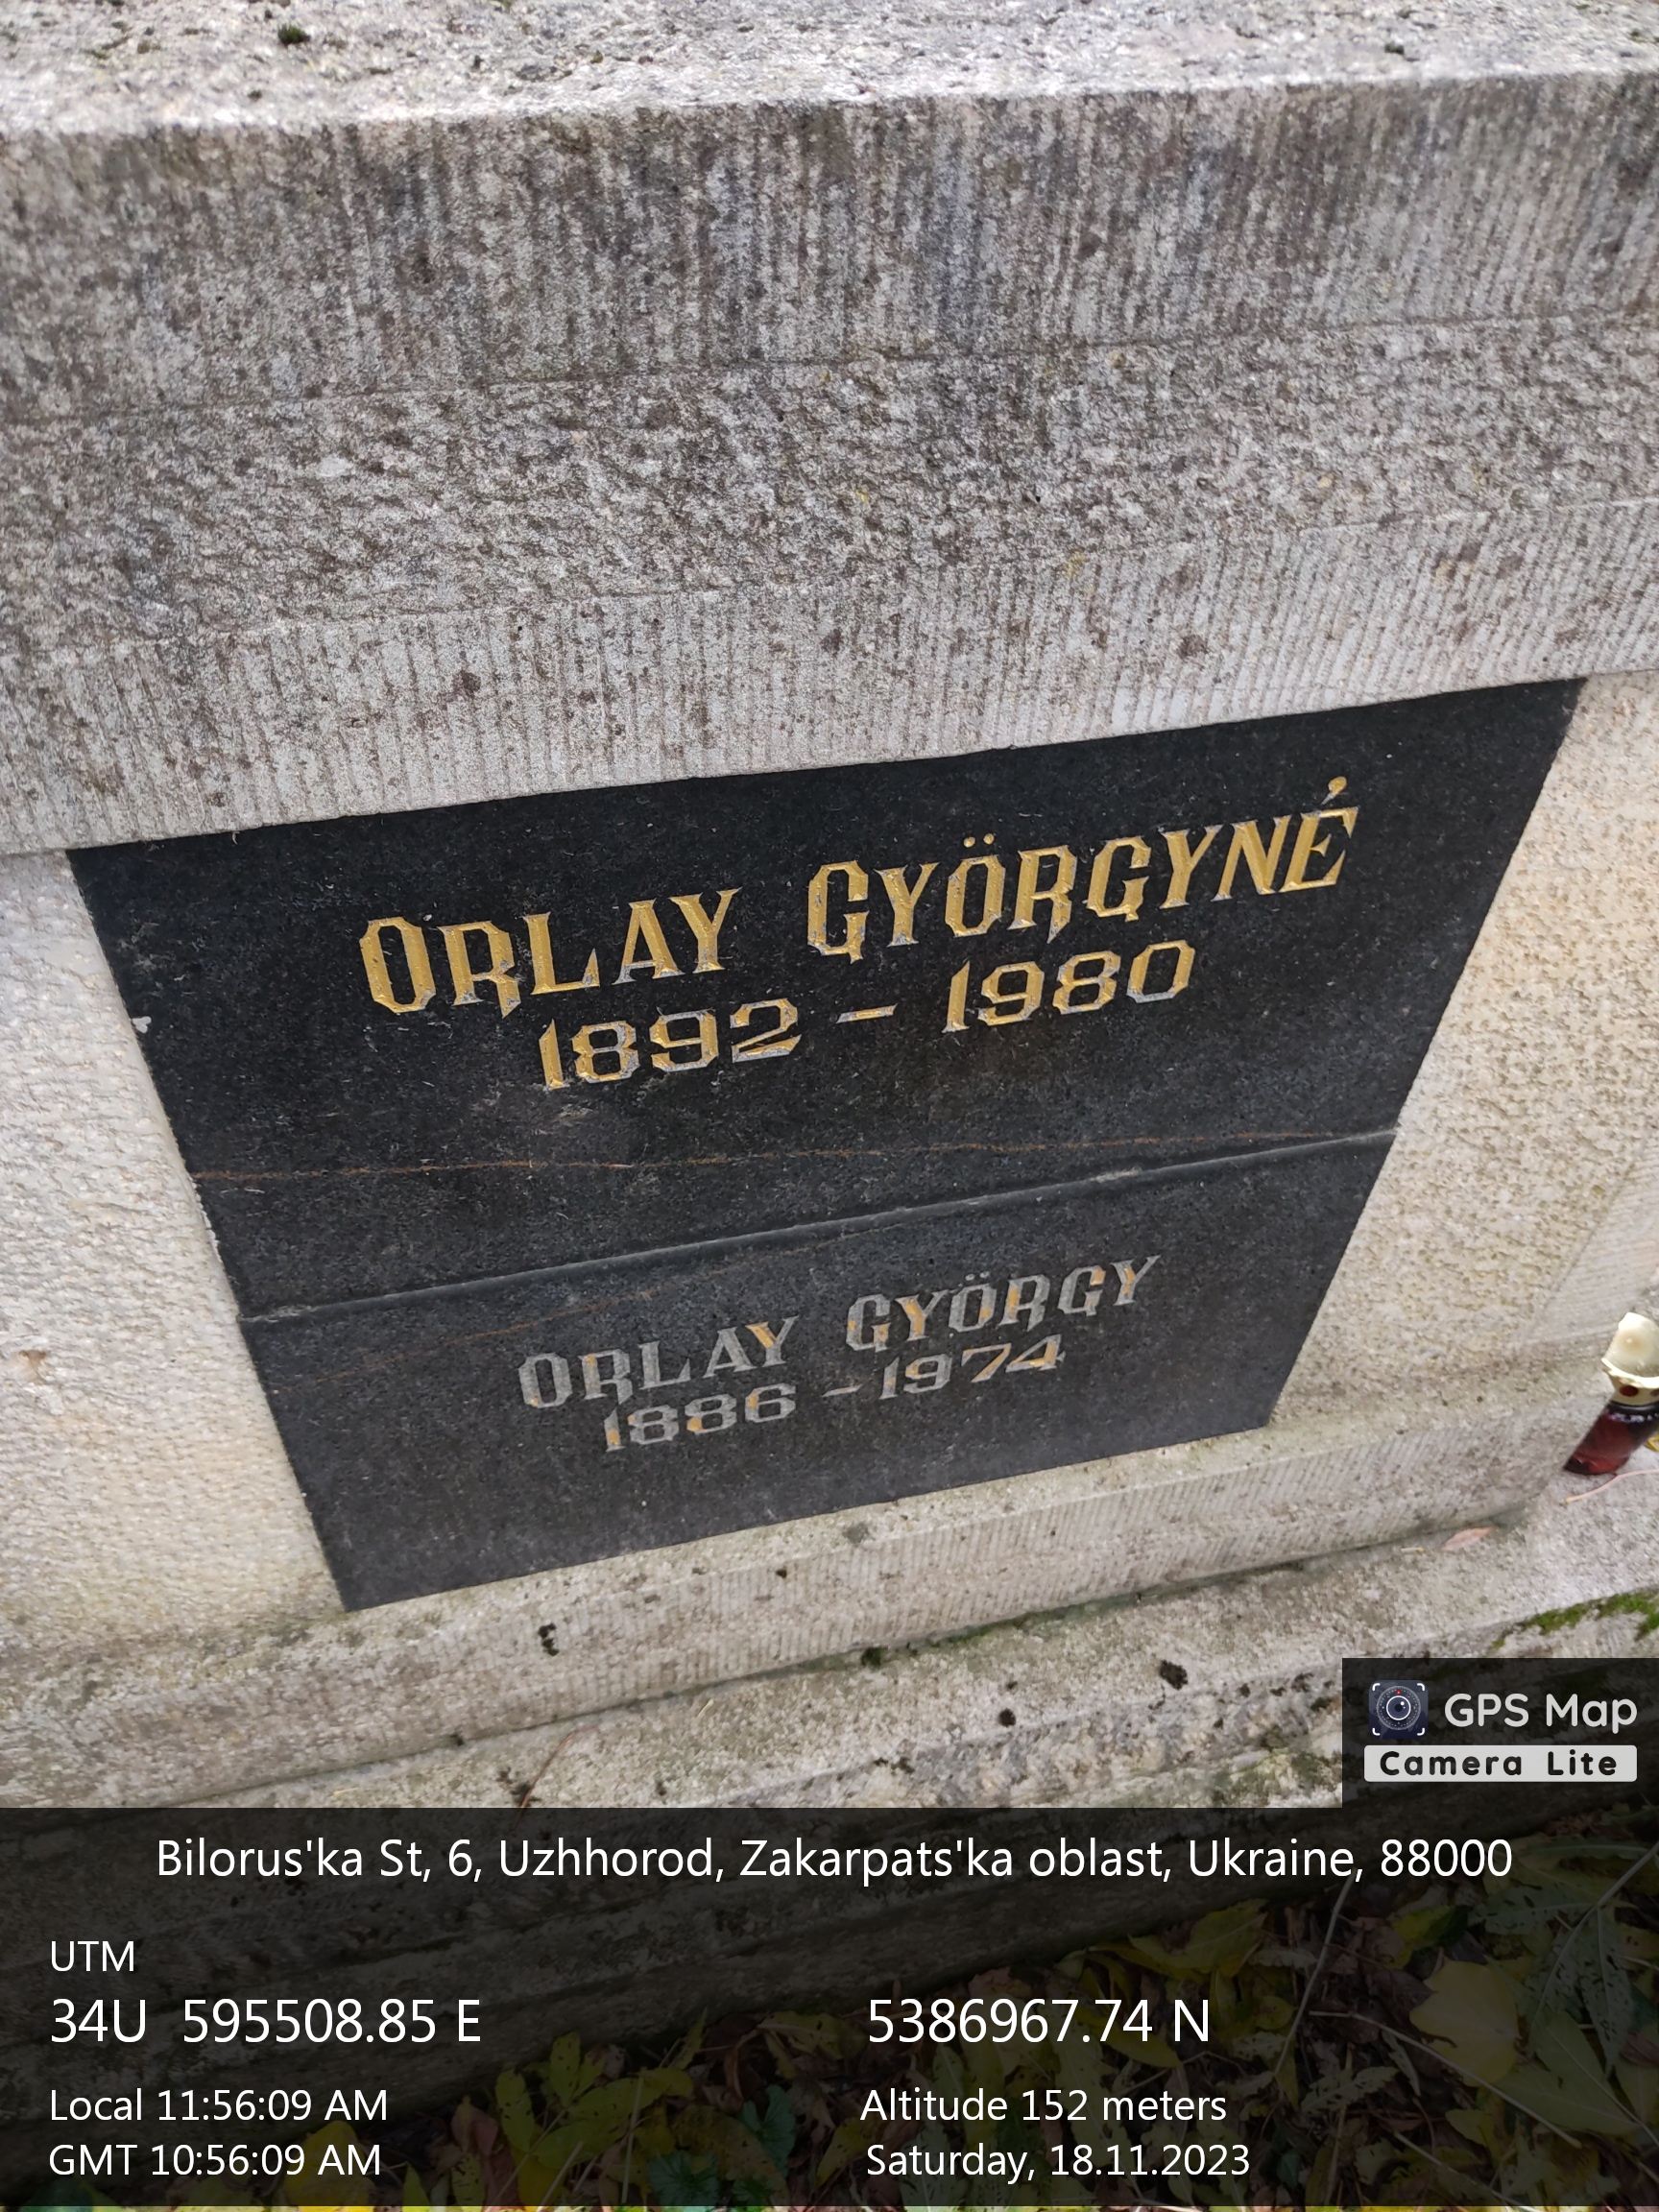 ORLAY GYÖRGYNÉ
1892 - 1980
ORLAY GYÖRGY
1886 - 1974
GPS Map
Camera Lite
Bilorus'ka St, 6, Uzhhorod, Zakarpats'ka oblast, Ukraine, 88000
UTM
34U 595508.85 E 5386967.74 N
Local 11:56:09 AM Altitude 152 meters
GMT 10:56:09 AM Saturday, 18.11.2023